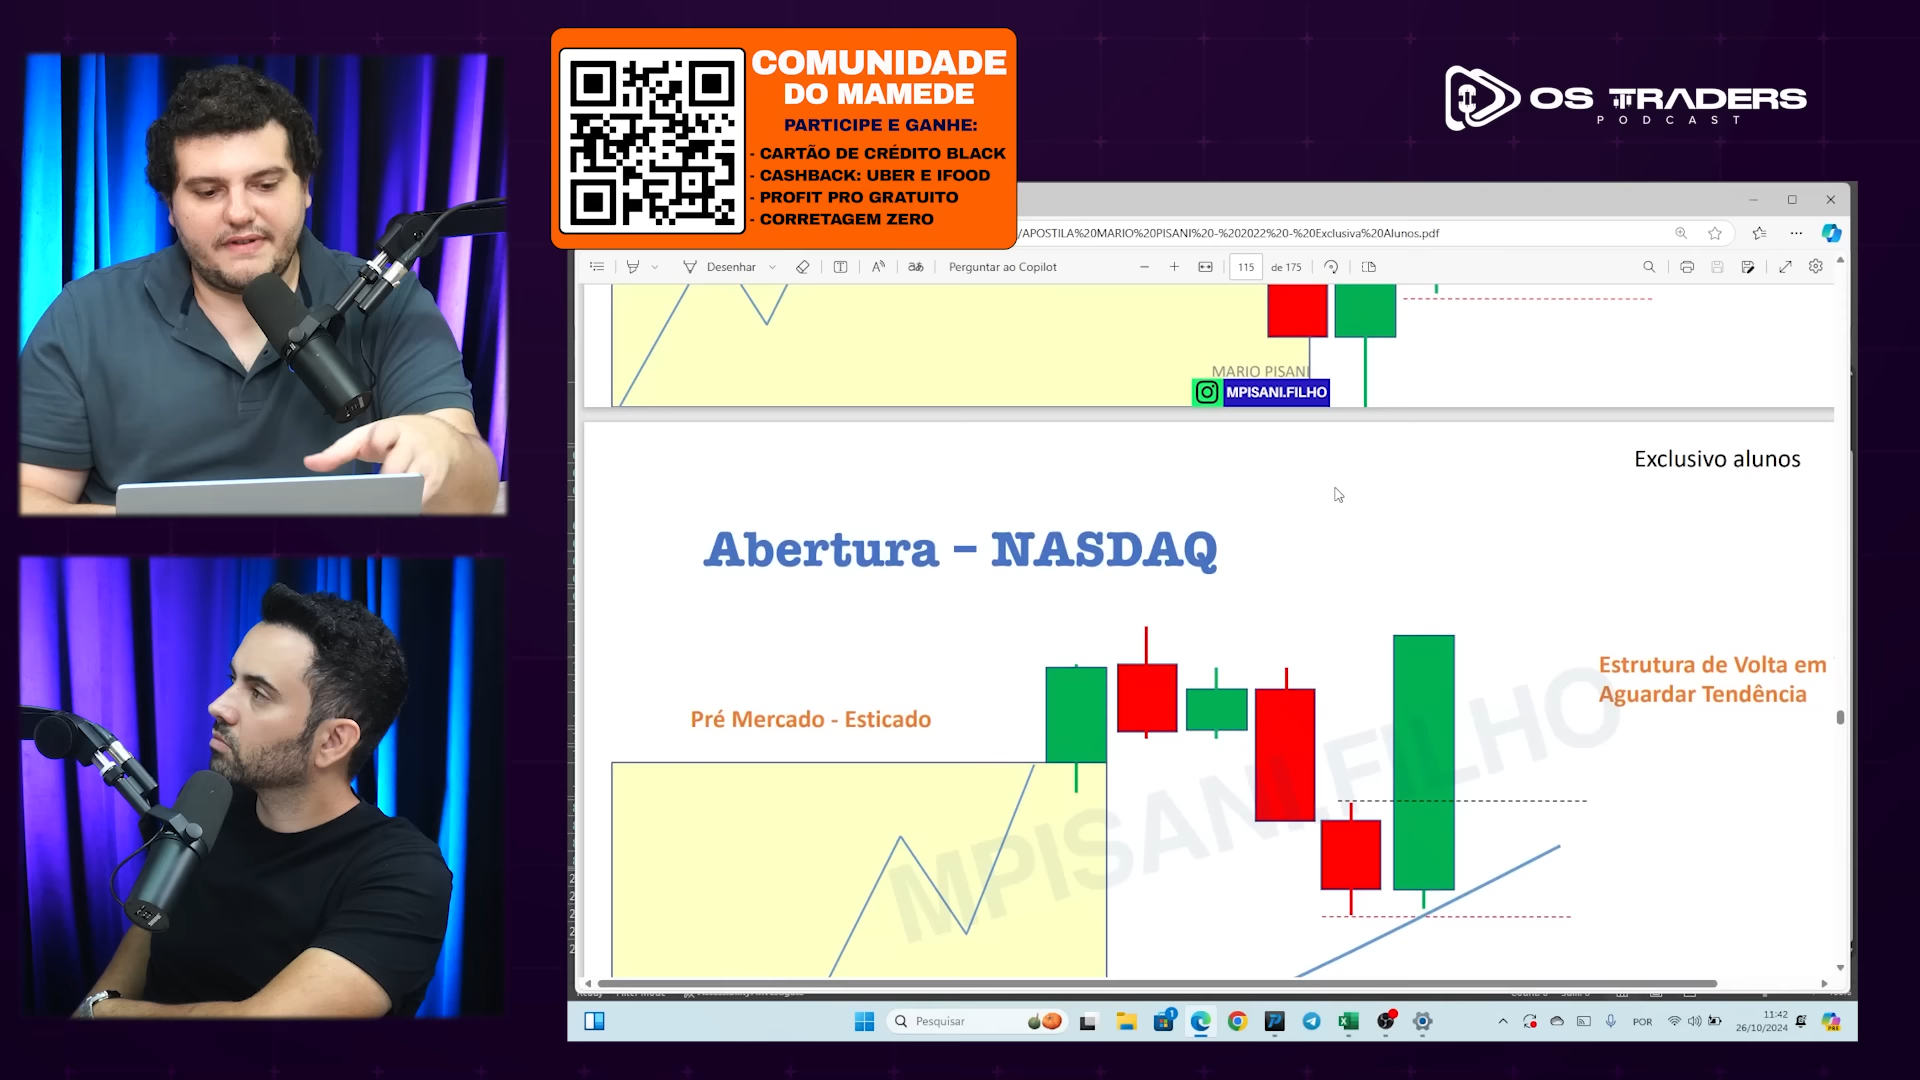 COMUNIDADE
DO MAMEDE
PARTICIPE E GANHE:
- CARTÃO DE CRÉDITO BLACK
- CASHBACK: UBER E IFOOD
- PROFIT PRO GRATUITO
- CORRETAGEM ZERO
OS TRADERS
PODCAST
/APOSTILA%20MARIO%20PISANI%20-%202022%20-%20Exclusiva%20Alunos.pdf
Desenhar
Perguntar ao Copilot
115 de 175
MARIO PISANI
MPISANI.FILHO
Exclusivo alunos
Abertura – NASDAQ
Estrutura de Volta em
Aguardar Tendência
Pré Mercado - Esticado
MPISANI.FILHO
Pesquisar
POR
11:42
26/10/2024